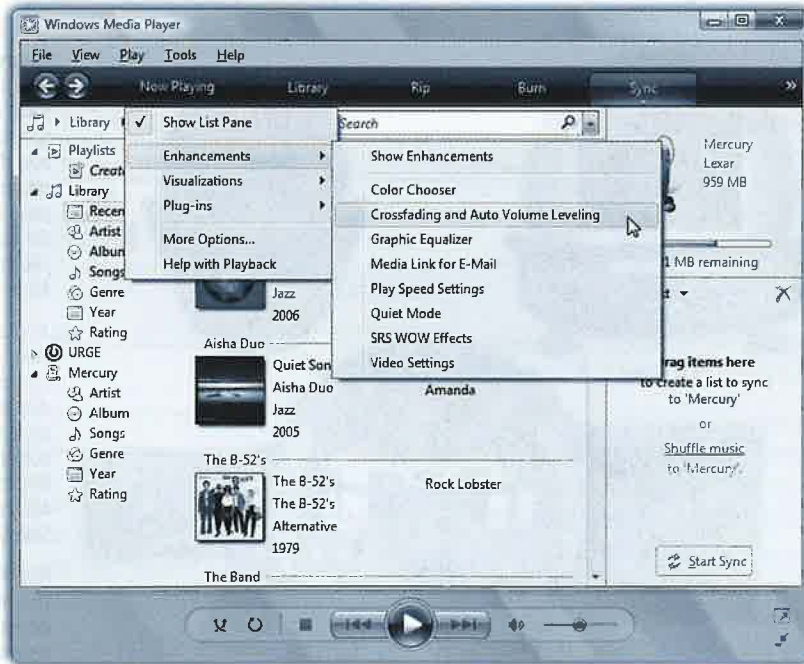 Windows Media Player
File View Play Tools Help
Now Playing Library Rip Burn Sync »
Library
Search
✓ Show List Pane
Enhancements
Visualizations
Plug-ins
More Options...
Help with Playback
Show Enhancements
Color Chooser
Crossfading and Auto Volume Leveling
Graphic Equalizer
Media Link for E-Mail
Play Speed Settings
Quiet Mode
SRS WOW Effects
Video Settings
Playlists
Create
Library
Recen
Artist
Album
Songs
Genre
Year
Rating
URGE
Mercury
Artist
Album
Songs
Genre
Year
Rating
Jazz
2006
Aisha Duo
Quiet Son
Aisha Duo
Jazz
2005
Amanda
The B-52's
The B-52's
The B-52's
Alternative
1979
Rock Lobster
The Band
Mercury
Lexar
959 MB
1 MB remaining
rag items here
to create a list to sync
to 'Mercury'
or
Shuffle music
to 'Mercury'.
Start Sync